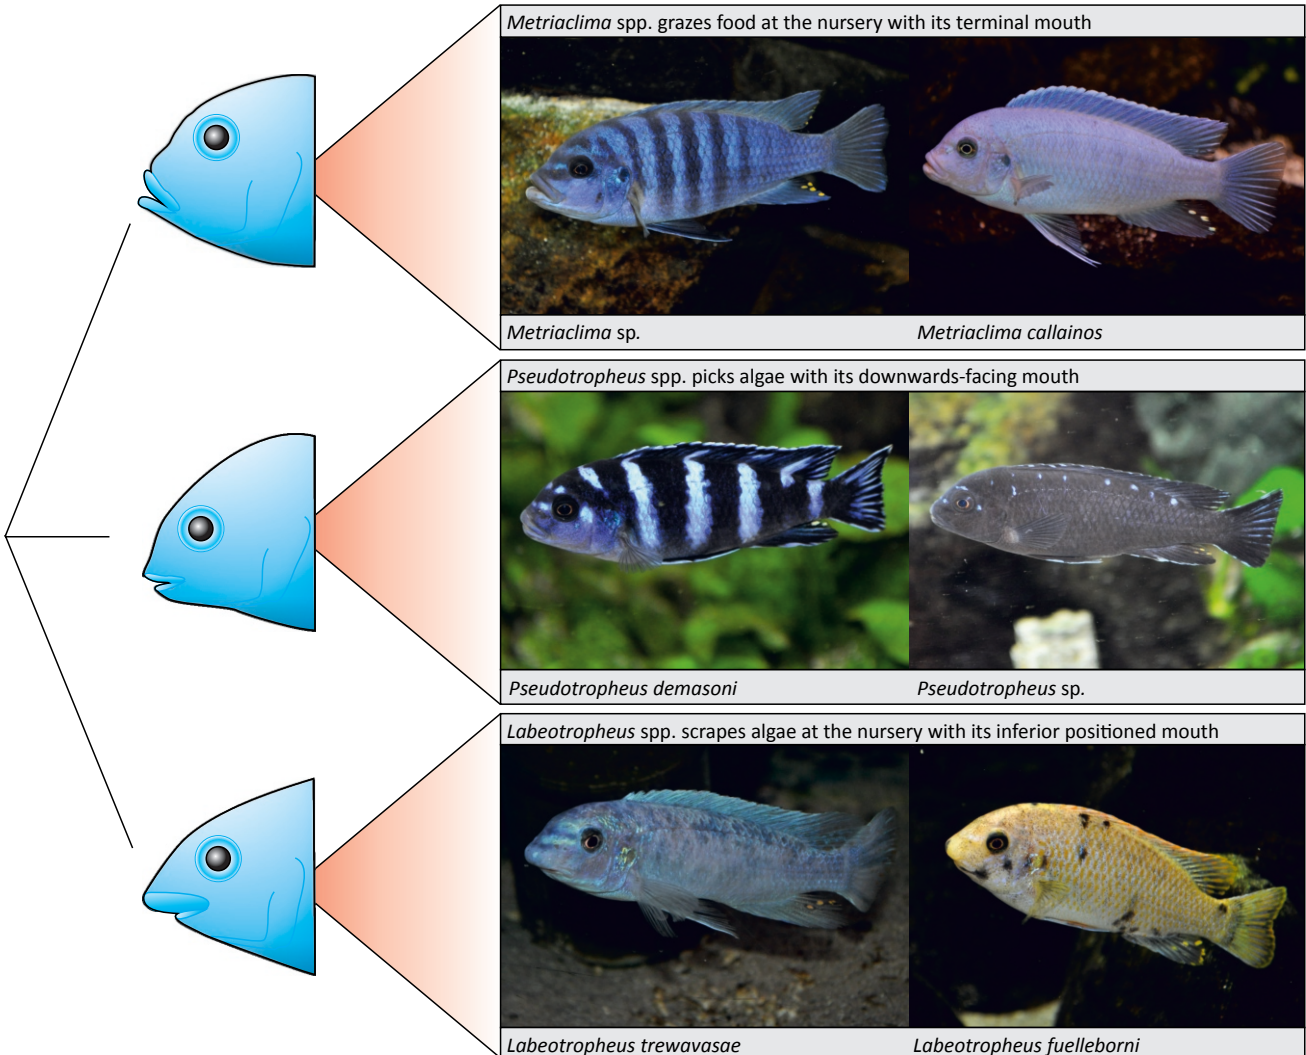 Metriaclima spp. grazes food at the nursery with its terminal mouth
Metriaclima sp.
Metriaclima callainos
Pseudotropheus spp. picks algae with its downwards-facing mouth
Pseudotropheus demasoni
Pseudotropheus sp.
Labeotropheus spp. scrapes algae at the nursery with its inferior positioned mouth
Labeotropheus trewavasae
Labeotropheus fuelleborni